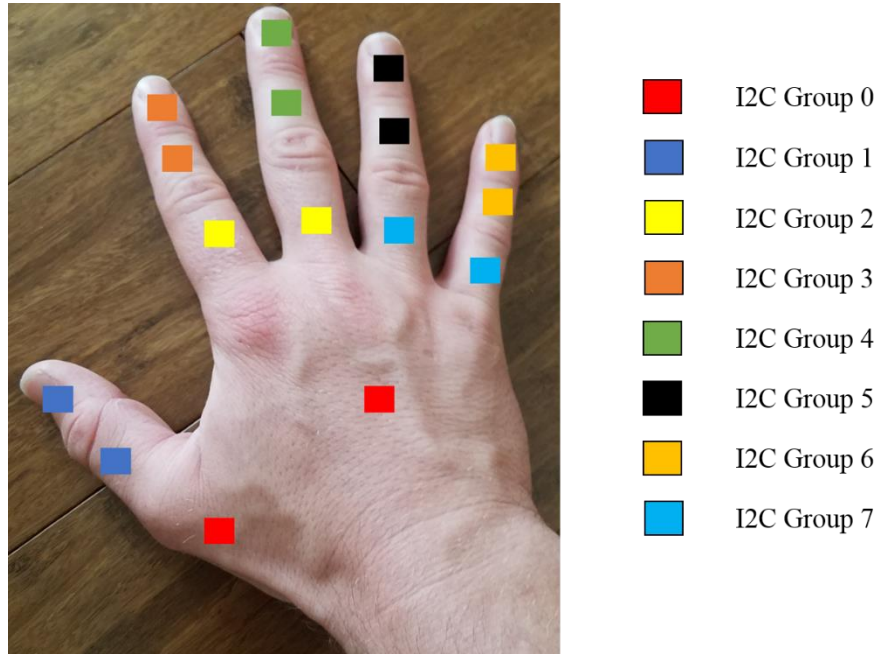 I2C Group 0
I2C Group 1
I2C Group 2
I2C Group 3
I2C Group 4
I2C Group 5
I2C Group 6
I2C Group 7